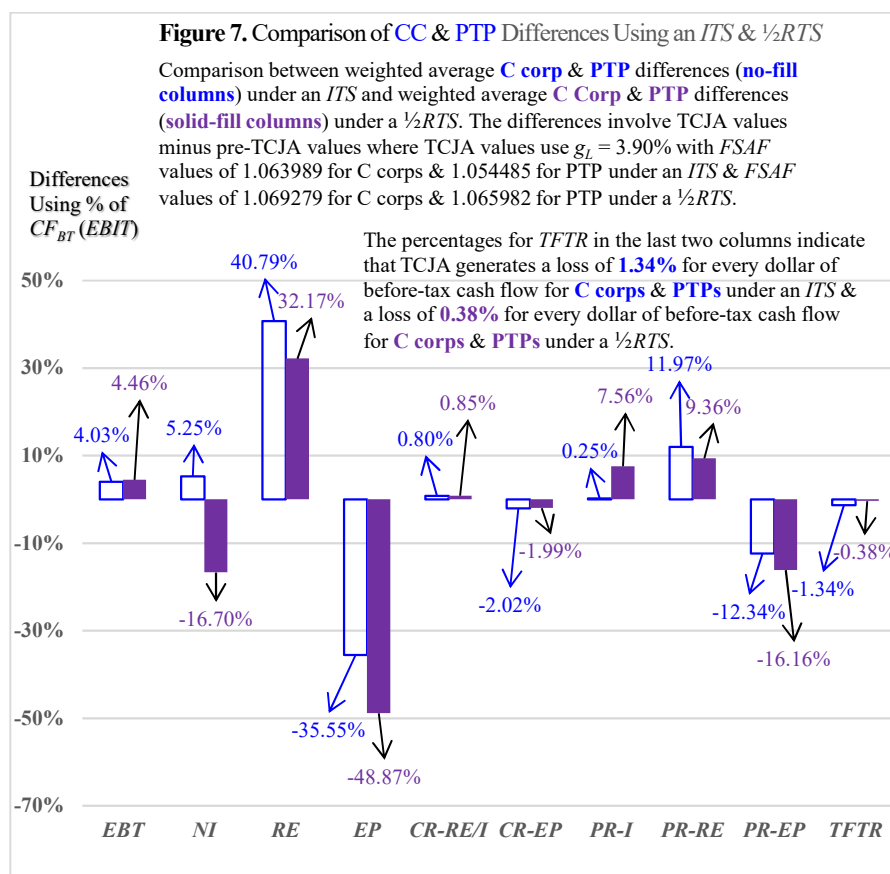 Figure 7. Comparison of CC & PTP Differences Using an ITS & ½RTS
Comparison between weighted average C corp & PTP differences (no-fill
columns) under an ITS and weighted average C Corp & PTP differences
(solid-fill columns) under a ½RTS. The differences involve TCJA values
minus pre-TCJA values where TCJA values use gL = 3.90% with FSAF
values of 1.063989 for C corps & 1.054485 for PTP under an ITS & FSAF
values of 1.069279 for C corps & 1.065982 for PTP under a ½RTS.
Differences
Using % of
CFBT (EBIT)
The percentages for TFTR in the last two columns indicate
that TCJA generates a loss of 1.34% for every dollar of
before-tax cash flow for C corps & PTPs under an ITS &
a loss of 0.38% for every dollar of before-tax cash flow
for C corps & PTPs under a ½RTS.
50%
30%
10%
-10%
-30%
-50%
-70%
4.03%
4.46%
5.25%
-16.70%
40.79%
32.17%
-35.55%
-48.87%
0.80%
0.85%
-2.02%
-1.99%
0.25%
7.56%
11.97%
9.36%
-12.34%
-16.16%
-1.34%
-0.38%
EBT NI RE EP CR-RE/I CR-EP PR-I PR-RE PR-EP TFTR